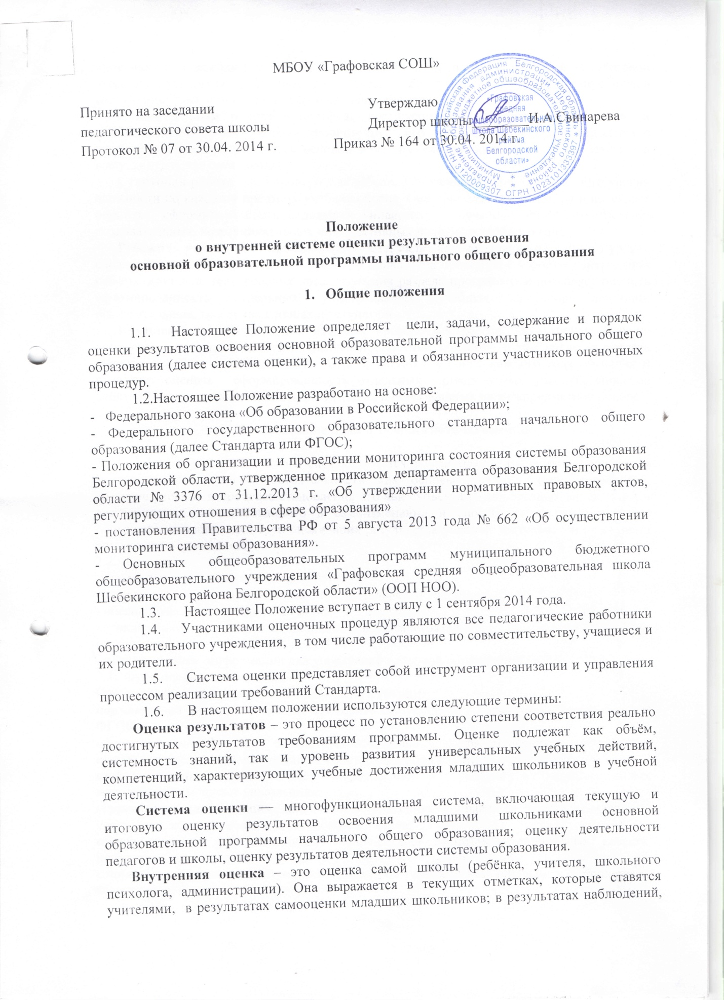 МБОУ «Графовская СОШ»
Принято на заседании
педагогического совета школы
Протокол № 07 от 30.04. 2014 г.
Утверждаю
Директор школы И.А.Свинарева
Приказ № 164 от 30.04. 2014 г.
Российская Федерация Белгородская область * ИНН 3120009307 ОГРН 1023101333397 *
Управление образования администрации Шебекинского района *
Муниципальное бюджетное общеобразовательное учреждение *
«Графовская
средняя
общеобразовательная
школа Шебекинского
района
Белгородской
области»
Положение
о внутренней системе оценки результатов освоения
основной образовательной программы начального общего образования
1. Общие положения
1.1. Настоящее Положение определяет цели, задачи, содержание и порядок
оценки результатов освоения основной образовательной программы начального общего
образования (далее система оценки), а также права и обязанности участников оценочных
процедур.
1.2.Настоящее Положение разработано на основе:
- Федерального закона «Об образовании в Российской Федерации»;
- Федерального государственного образовательного стандарта начального общего
образования (далее Стандарта или ФГОС);
- Положения об организации и проведении мониторинга состояния системы образования
Белгородской области, утвержденное приказом департамента образования Белгородской
области № 3376 от 31.12.2013 г. «Об утверждении нормативных правовых актов,
регулирующих отношения в сфере образования»
- постановления Правительства РФ от 5 августа 2013 года № 662 «Об осуществлении
мониторинга системы образования».
- Основных общеобразовательных программ муниципального бюджетного
общеобразовательного учреждения «Графовская средняя общеобразовательная школа
Шебекинского района Белгородской области» (ООП НОО).
1.3. Настоящее Положение вступает в силу с 1 сентября 2014 года.
1.4. Участниками оценочных процедур являются все педагогические работники
образовательного учреждения, в том числе работающие по совместительству, учащиеся и
их родители.
1.5. Система оценки представляет собой инструмент организации и управления
процессом реализации требований Стандарта.
1.6. В настоящем положении используются следующие термины:
Оценка результатов – это процесс по установлению степени соответствия реально
достигнутых результатов требованиям программы. Оценке подлежат как объём,
системность знаний, так и уровень развития универсальных учебных действий,
компетенций, характеризующих учебные достижения младших школьников в учебной
деятельности.
Система оценки — многофункциональная система, включающая текущую и
итоговую оценку результатов освоения младшими школьниками основной
образовательной программы начального общего образования; оценку деятельности
педагогов и школы, оценку результатов деятельности системы образования.
Внутренняя оценка – это оценка самой школы (ребёнка, учителя, школьного
психолога, администрации). Она выражается в текущих отметках, которые ставятся
учителями, в результатах самооценки младших школьников; в результатах наблюдений,